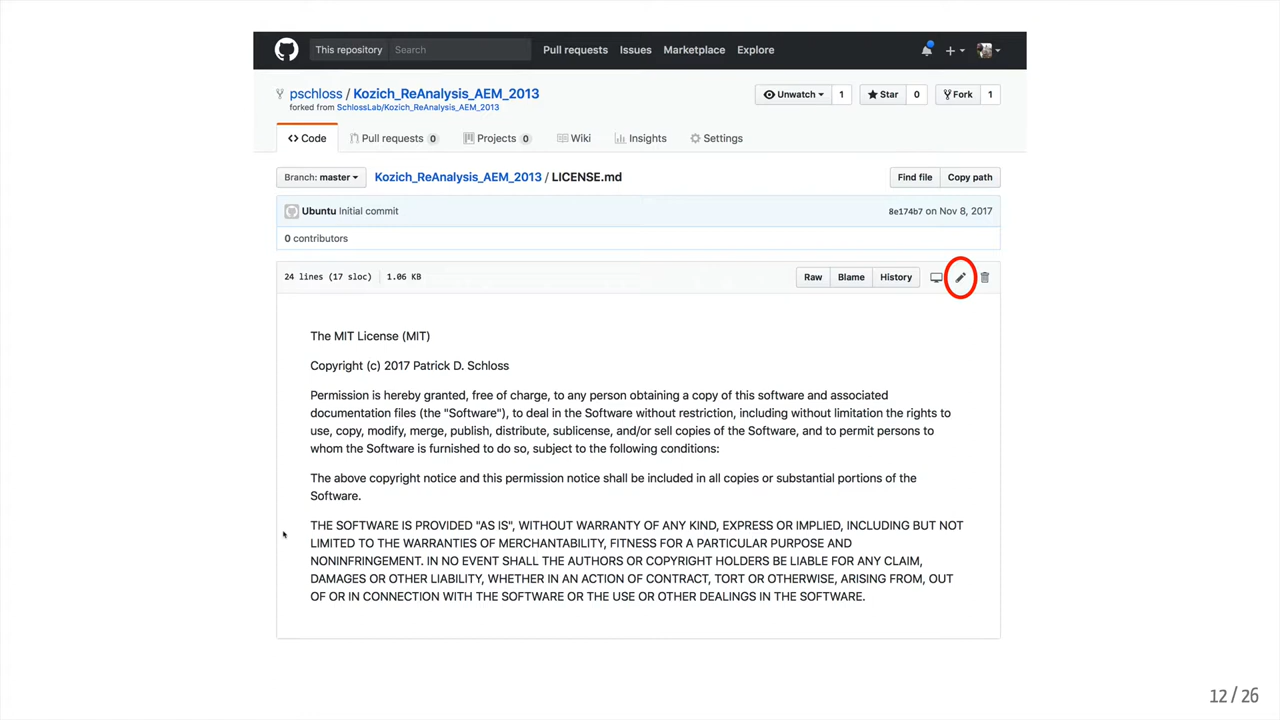 This repository Search Pull requests Issues Marketplace Explore
pschloss / Kozich_ReAnalysis_AEM_2013 Unwatch 1 Star 0 Fork 1
forked from SchlossLab/Kozich_ReAnalysis_AEM_2013
<> Code Pull requests 0 Projects 0 Wiki Insights Settings
Branch: master Kozich_ReAnalysis_AEM_2013 / LICENSE.md Find file Copy path
Ubuntu Initial commit 8e174b7 on Nov 8, 2017
0 contributors
24 lines (17 sloc) 1.06 KB Raw Blame History
The MIT License (MIT)
Copyright (c) 2017 Patrick D. Schloss
Permission is hereby granted, free of charge, to any person obtaining a copy of this software and associated
documentation files (the "Software"), to deal in the Software without restriction, including without limitation the rights to
use, copy, modify, merge, publish, distribute, sublicense, and/or sell copies of the Software, and to permit persons to
whom the Software is furnished to do so, subject to the following conditions:
The above copyright notice and this permission notice shall be included in all copies or substantial portions of the
Software.
THE SOFTWARE IS PROVIDED "AS IS", WITHOUT WARRANTY OF ANY KIND, EXPRESS OR IMPLIED, INCLUDING BUT NOT
LIMITED TO THE WARRANTIES OF MERCHANTABILITY, FITNESS FOR A PARTICULAR PURPOSE AND
NONINFRINGEMENT. IN NO EVENT SHALL THE AUTHORS OR COPYRIGHT HOLDERS BE LIABLE FOR ANY CLAIM,
DAMAGES OR OTHER LIABILITY, WHETHER IN AN ACTION OF CONTRACT, TORT OR OTHERWISE, ARISING FROM, OUT
OF OR IN CONNECTION WITH THE SOFTWARE OR THE USE OR OTHER DEALINGS IN THE SOFTWARE.
12 / 26